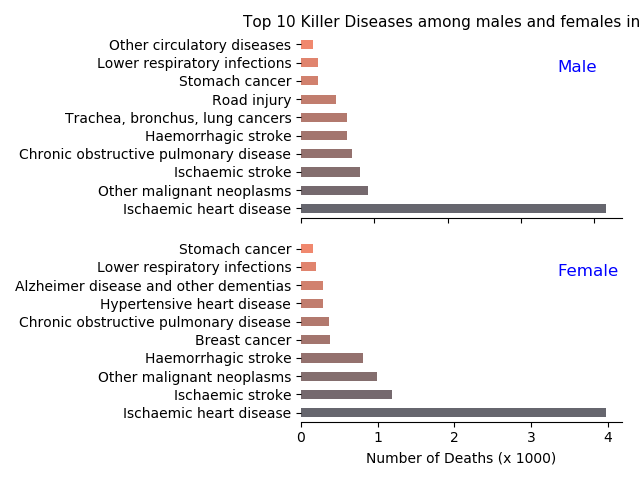 Top 10 Killer Diseases among males and females in
Other circulatory diseases
Lower respiratory infections
Male
Stomach cancer
Road injury
Trachea, bronchus, lung cancers
Haemorrhagic stroke
Chronic obstructive pulmonary disease
Ischaemic stroke
Other malignant neoplasms
Ischaemic heart disease
Stomach cancer
Lower respiratory infections
Female
Alzheimer disease and other dementias
Hypertensive heart disease
Chronic obstructive pulmonary disease
Breast cancer
Haemorrhagic stroke
Other malignant neoplasms
Ischaemic stroke
Ischaemic heart disease
0 1 2 3 4
Number of Deaths (x 1000)